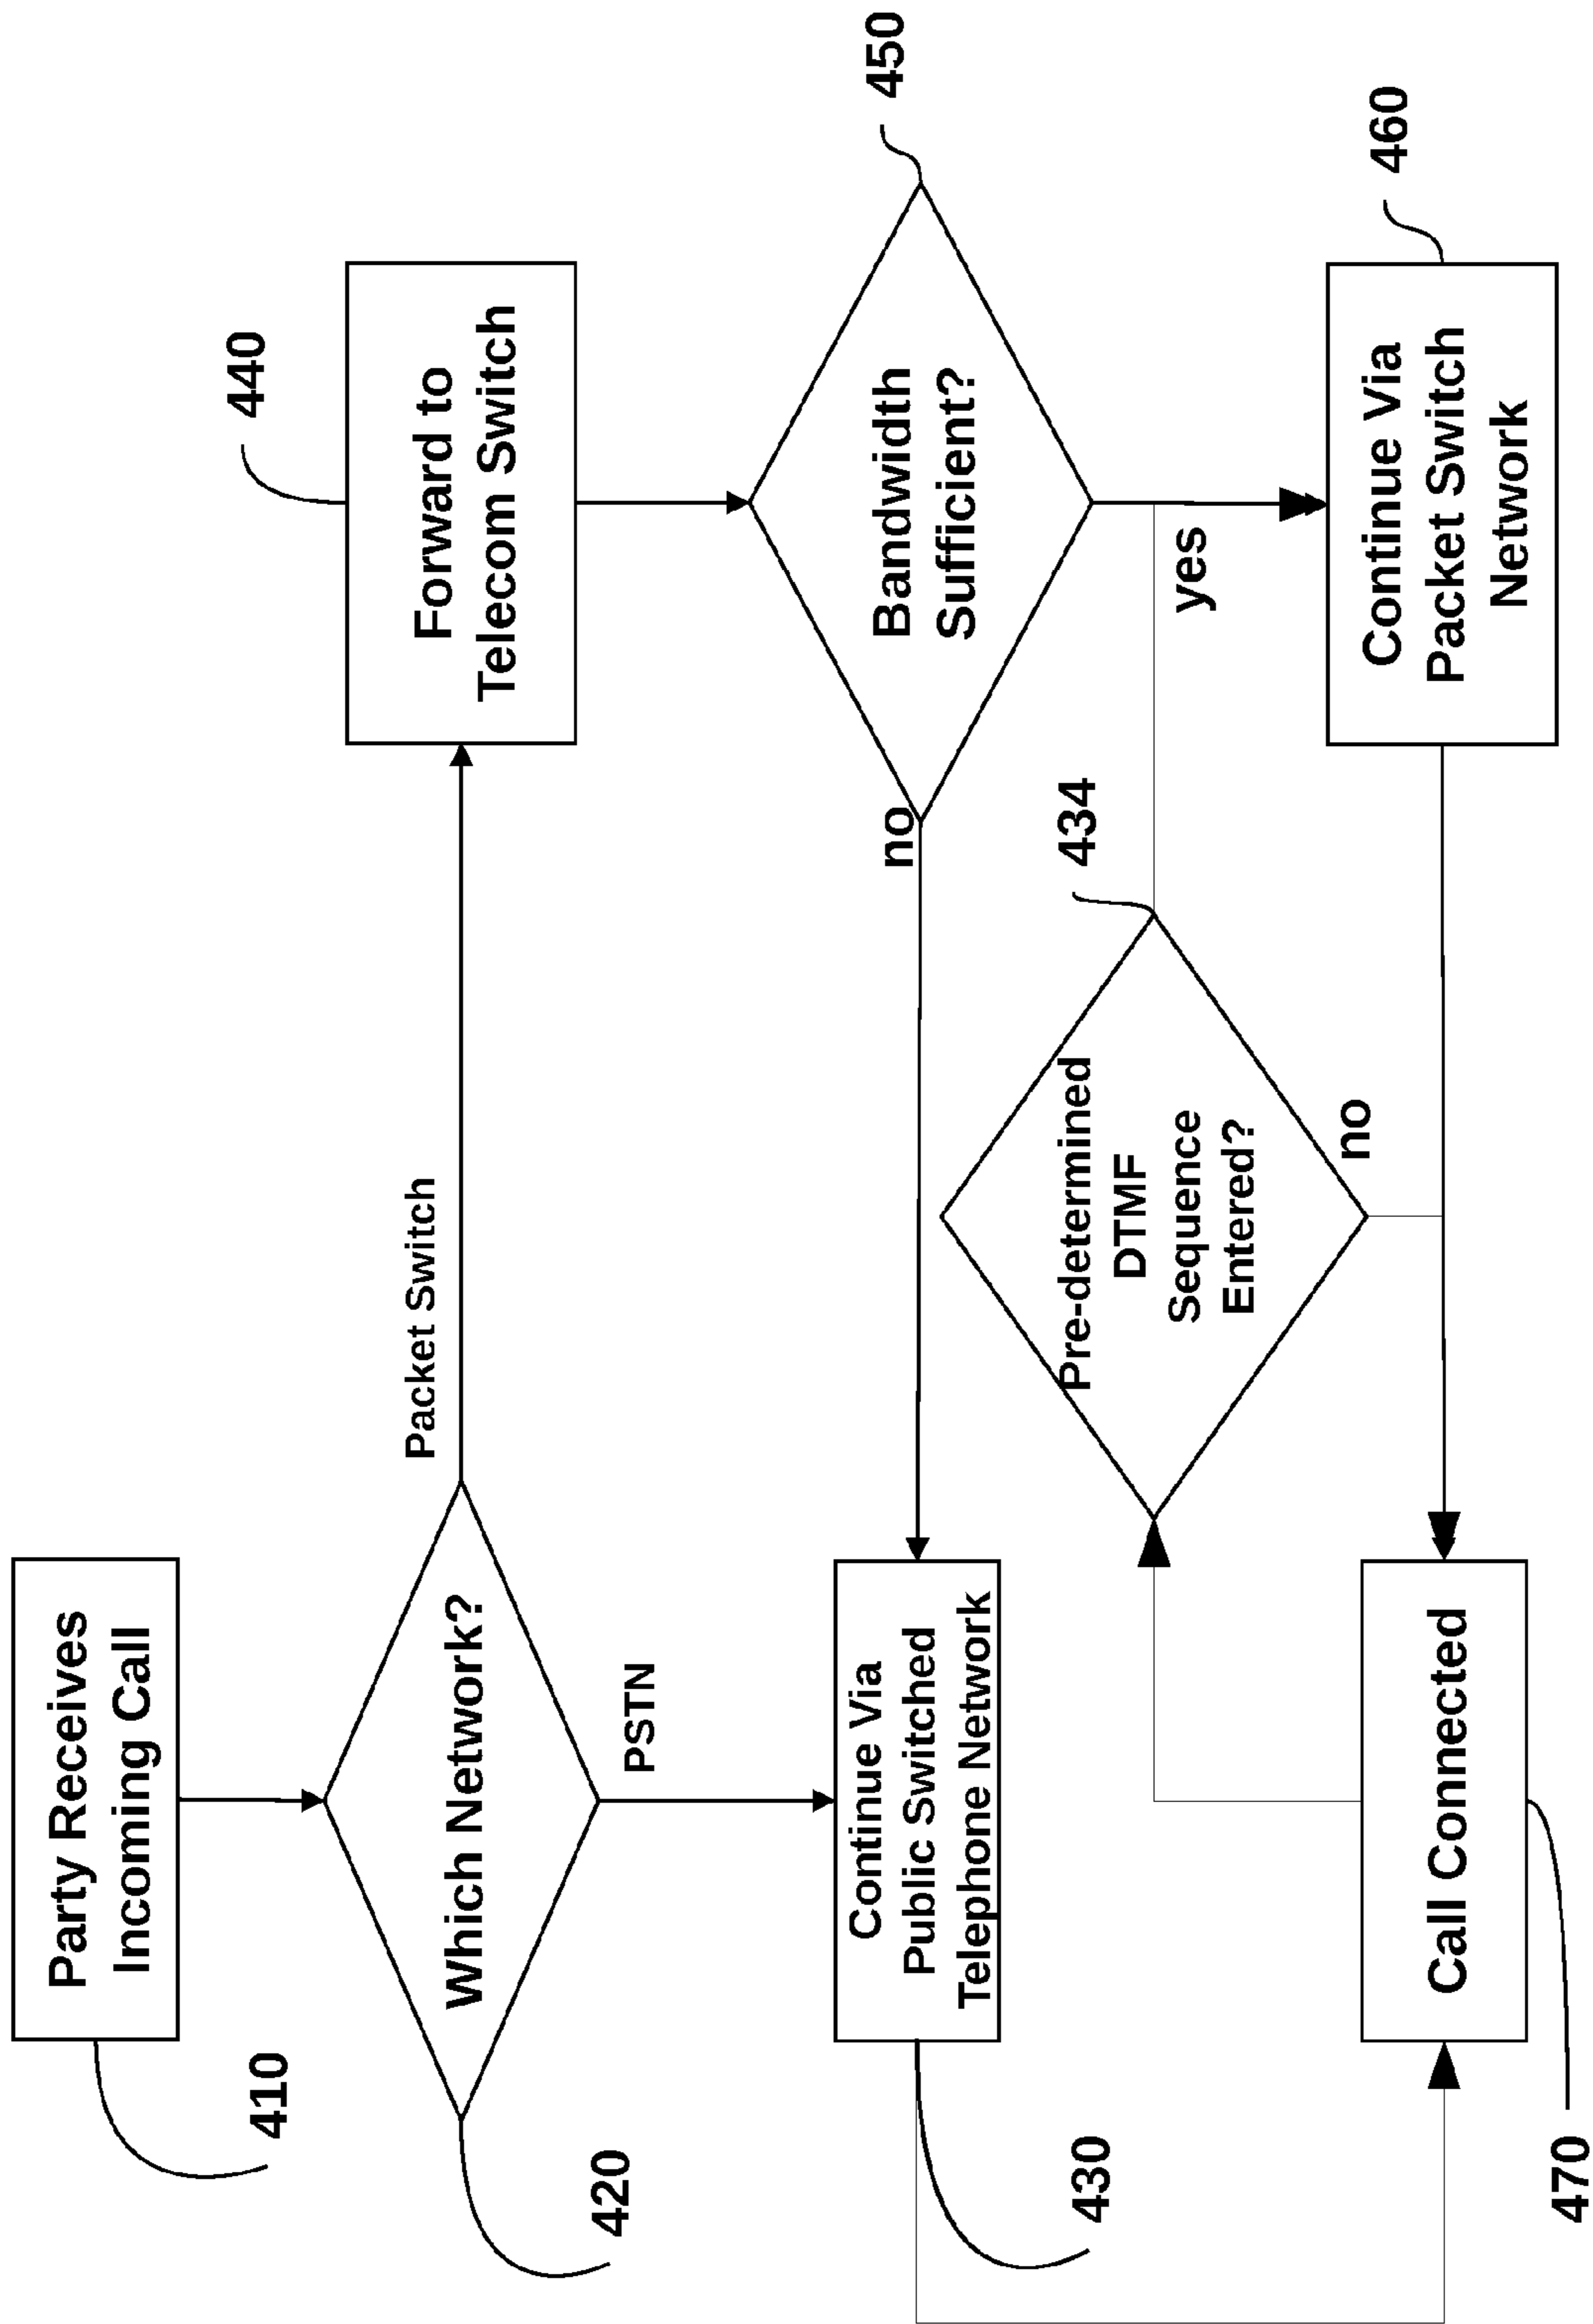 Party Receives
Incoming Call
410
Which Network?
420
Packet Switch
PSTN
Forward to
Telecom Switch
440
Bandwidth
Sufficient?
450
no
yes
Continue Via
Public Switched
Telephone Network
430
Pre-determined
DTMF
Sequence
Entered?
434
no
Continue Via
Packet Switch
Network
460
Call Connected
470